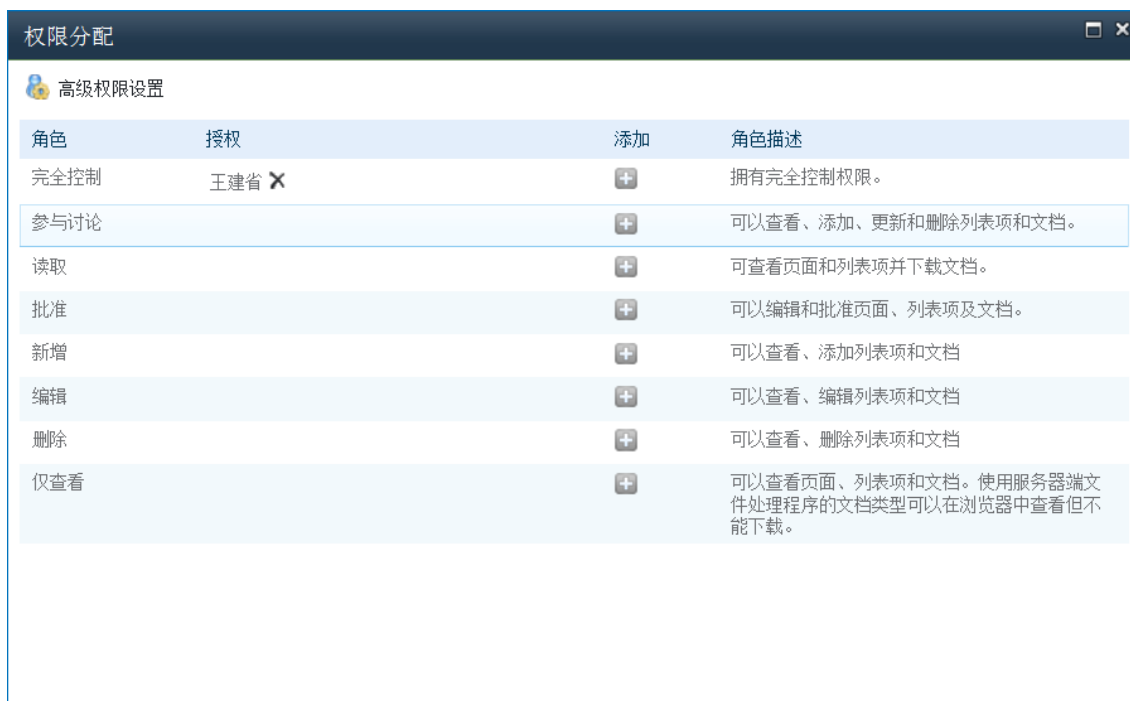 权限分配
高级权限设置
角色 授权 添加 角色描述
完全控制 王建省 拥有完全控制权限。
参与讨论 可以查看、添加、更新和删除列表项和文档。
读取 可查看页面和列表项并下载文档。
批准 可以编辑和批准页面、列表项及文档。
新增 可以查看、添加列表项和文档
编辑 可以查看、编辑列表项和文档
删除 可以查看、删除列表项和文档
仅查看 可以查看页面、列表项和文档。使用服务器端文
件处理程序的文档类型可以在浏览器中查看但不
能下载。